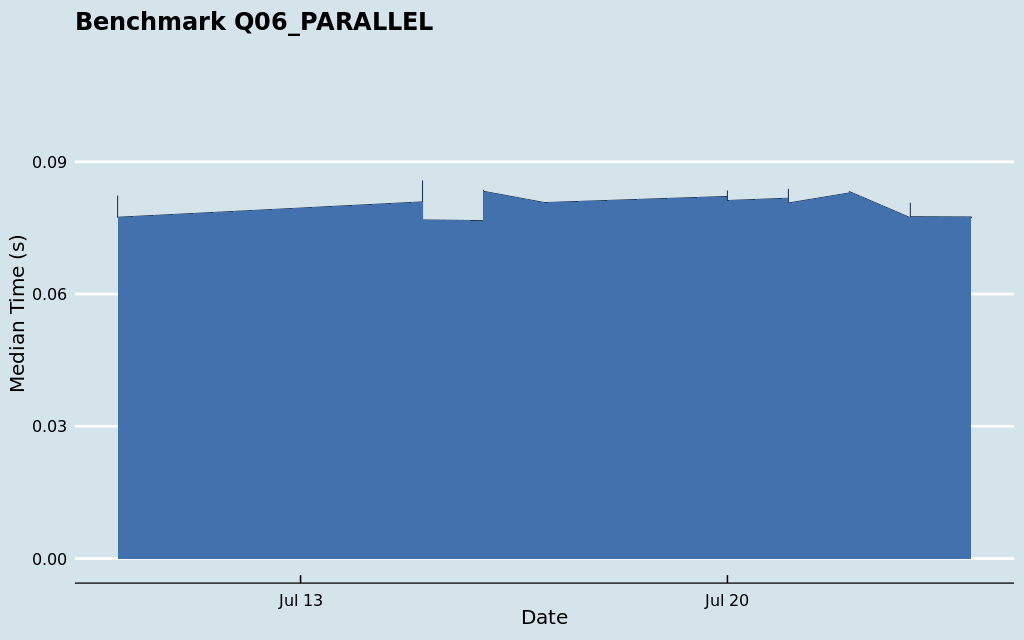 Benchmark Q06_PARALLEL
Median Time (s)
0.09
0.06
0.03
0.00
Jul 13
Jul 20
Date